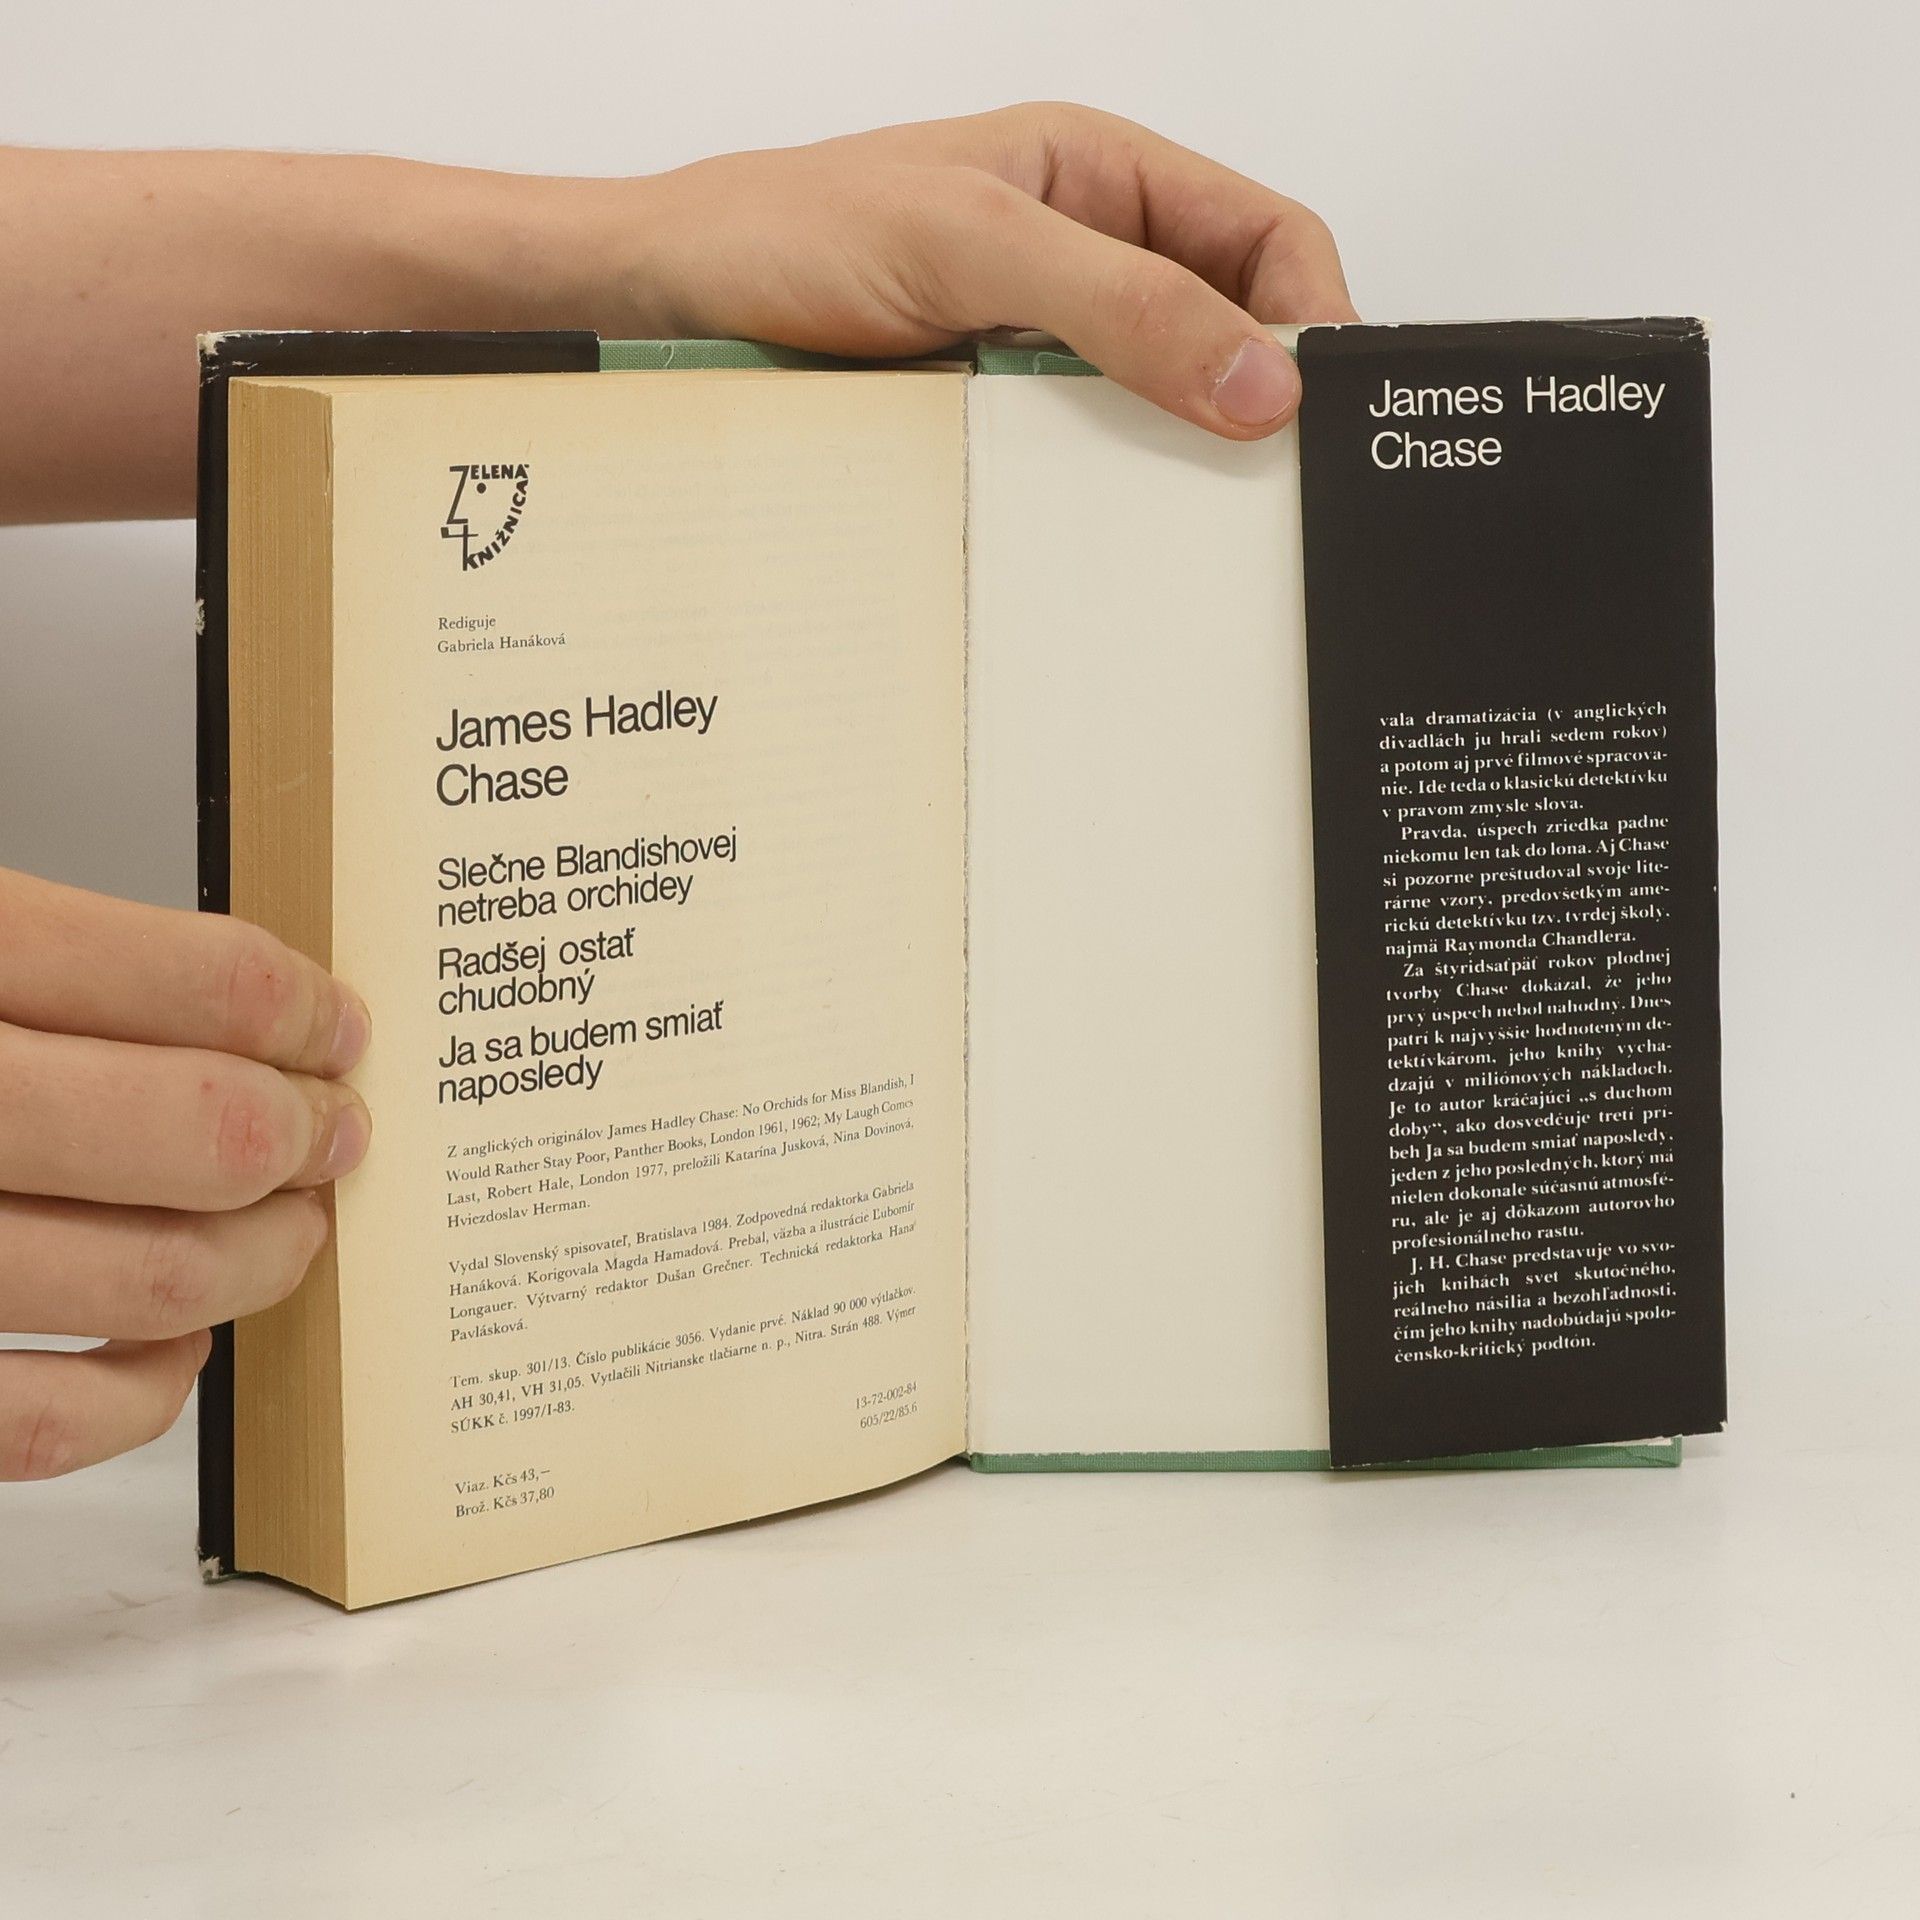 ZELENÁ
KNIŽNICA
Rediguje
Gabriela Hanáková
James Hadley
Chase
Slečne Blandishovej
netreba orchidey
Radšej ostať
chudobný
Ja sa budem smiať
naposledy
Z anglických originálov James Hadley Chase: No Orchids for Miss Blandish, I
Would Rather Stay Poor, Panther Books, London 1961, 1962; My Laugh Comes
Last, Robert Hale, London 1977, preložili Katarína Jusková, Nina Dovinová,
Hviezdoslav Herman.
Vydal Slovenský spisovateľ, Bratislava 1984. Zodpovedná redaktorka Gabriela
Hanáková. Korigovala Magda Hamadová. Prebal, väzba a ilustrácie Ľubomír
Longauer. Výtvarný redaktor Dušan Grečner. Technická redaktorka Hana
Pavlásková.
Tem. skup. 301/13. Číslo publikácie 3056. Vydanie prvé. Náklad 90 000 výtlačkov.
AH 30,41, VH 31,05. Vytlačili Nitrianske tlačiarne n. p., Nitra. Strán 488. Výmer
SÚKK č. 1997/I-83.
13-72-002-84
605/22/85,6
Viaz. Kčs 43,—
Brož. Kčs 37,80
James Hadley
Chase
vala dramatizácia (v anglických
divadlách ju hrali sedem rokov)
a potom aj prvé filmové spracova-
nie. Ide teda o klasickú detektívku
v pravom zmysle slova.
Pravda, úspech zriedka padne
niekomu len tak do lona. Aj Chase
si pozorne preštudoval svoje lite-
rárne vzory, predovšetkým ame-
rickú detektívku tzv. tvrdej školy,
najmä Raymonda Chandlera.
Za štyridsaťpäť rokov plodnej
tvorby Chase dokázal, že jeho
prvý úspech nebol nahodný. Dnes
patrí k najvyššie hodnoteným de-
tektívkárom, jeho knihy vychá-
dzajú v miliónových nákladoch.
Je to autor kráčajúci „s duchom
doby“, ako dosvedčuje tretí prí-
beh Ja sa budem smiať naposledy,
jeden z jeho posledných, ktorý má
nielen dokonale súčasnú atmosfé-
ru, ale je aj dôkazom autorovho
profesionálneho rastu.
J. H. Chase predstavuje vo svo-
jich knihách svet skutočného,
reálneho násilia a bezohľadnosti,
čím jeho knihy nadobúdajú spolo-
čensko-kritický podtón.